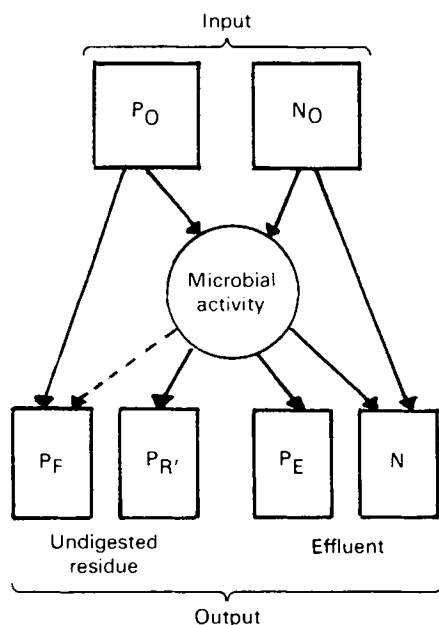 Input
P_O
N_O
Microbial
activity
P_F
P_R'
P_E
N
Undigested
residue
Effluent
Output